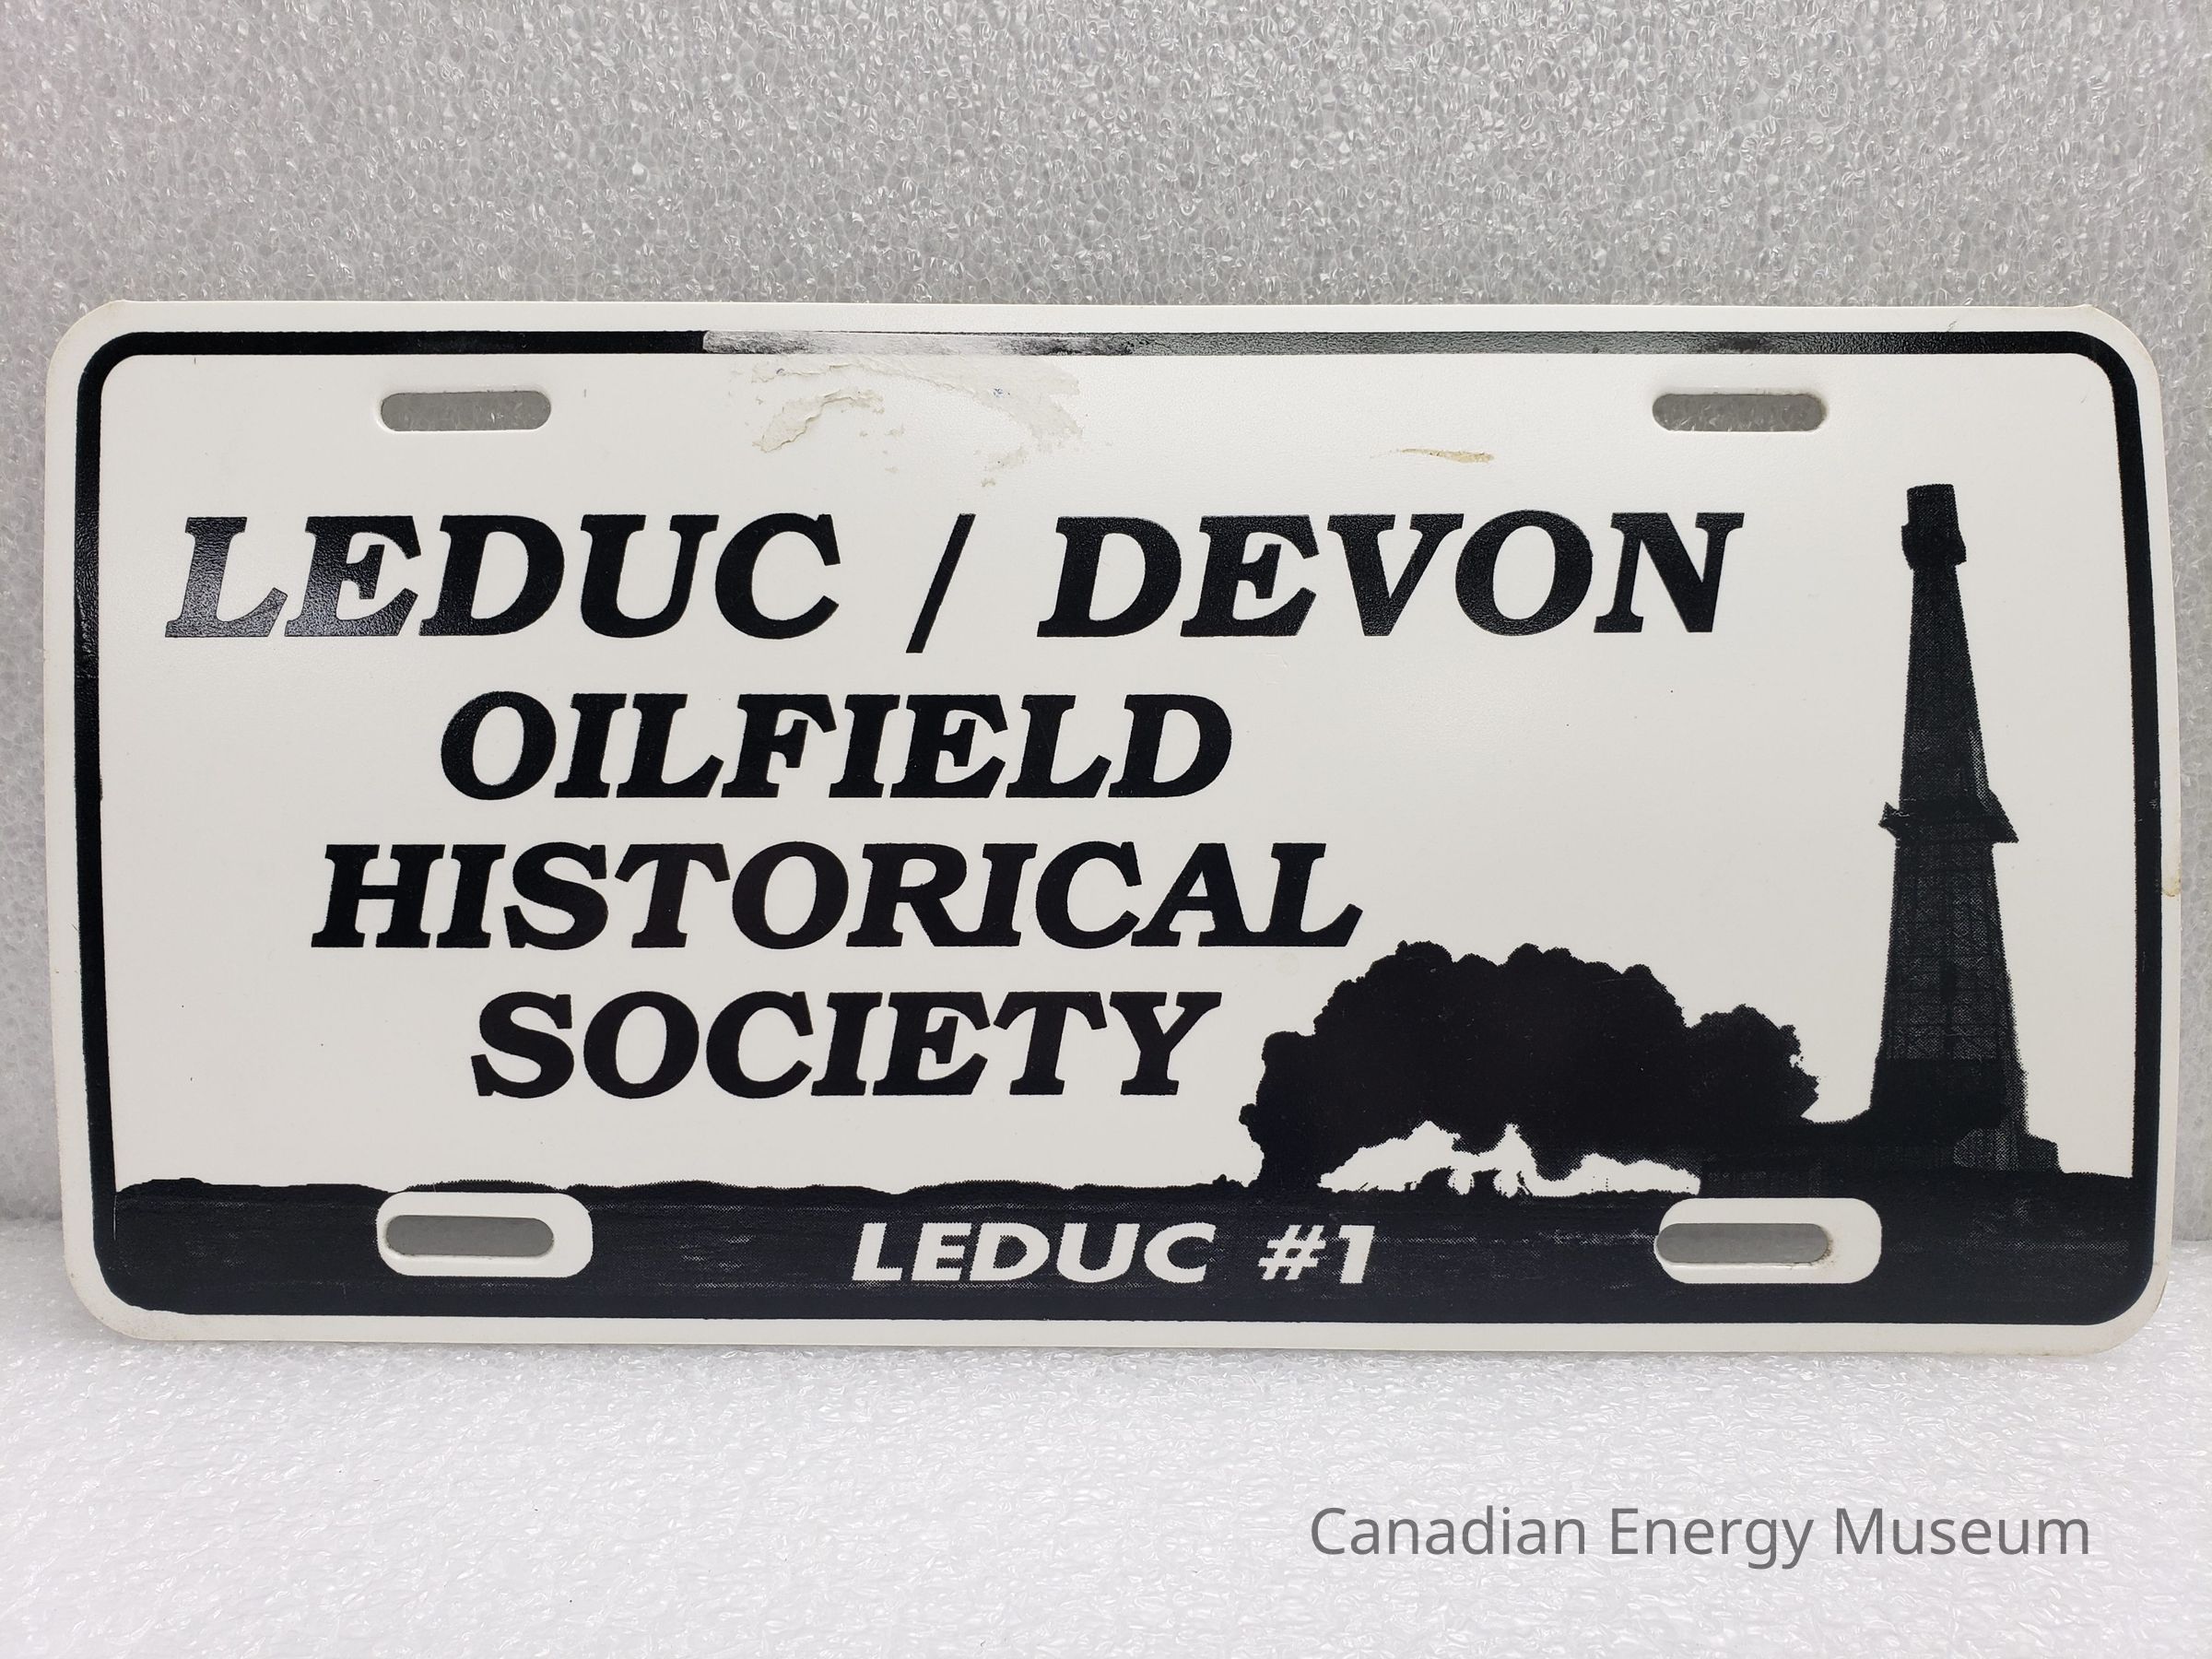 LEDUC / DEVON
OILFIELD
HISTORICAL
SOCIETY
LEDUC #1
Canadian Energy Museum